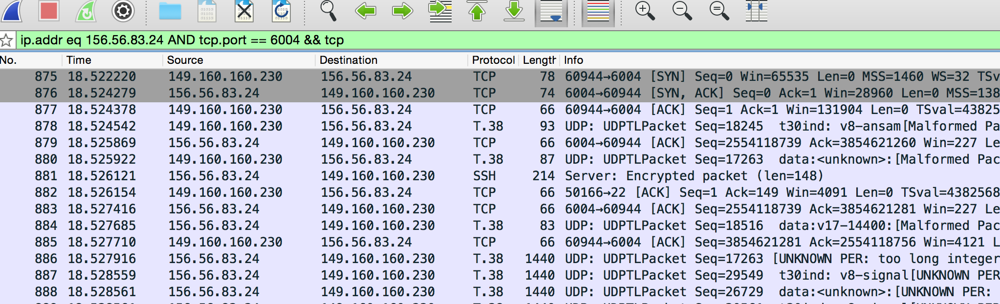 ip.addr eq 156.56.83.24 AND tcp.port == 6004 && tcp
No. Time Source Destination Protocol Length Info
875 18.522220 149.160.160.230 156.56.83.24 TCP 78 60944→6004 [SYN] Seq=0 Win=65535 Len=0 MSS=1460 WS=32 TSv
876 18.524279 156.56.83.24 149.160.160.230 TCP 74 6004→60944 [SYN, ACK] Seq=0 Ack=1 Win=28960 Len=0 MSS=138
877 18.524378 149.160.160.230 156.56.83.24 TCP 66 60944→6004 [ACK] Seq=1 Ack=1 Win=131904 Len=0 TSval=43825
878 18.524542 149.160.160.230 156.56.83.24 T.38 93 UDP: UDPTLPacket Seq=18245 t30ind: v8-ansam[Malformed Pa
879 18.525869 156.56.83.24 149.160.160.230 TCP 66 6004→60944 [ACK] Seq=2554118739 Ack=3854621260 Win=227 Le
880 18.525922 149.160.160.230 156.56.83.24 T.38 87 UDP: UDPTLPacket Seq=17263 data:<unknown>:[Malformed Pac
881 18.526121 156.56.83.24 149.160.160.230 SSH 214 Server: Encrypted packet (len=148)
882 18.526154 149.160.160.230 156.56.83.24 TCP 66 50166→22 [ACK] Seq=1 Ack=149 Win=4091 Len=0 TSval=4382568
883 18.527416 156.56.83.24 149.160.160.230 TCP 66 6004→60944 [ACK] Seq=2554118739 Ack=3854621281 Win=227 Le
884 18.527685 156.56.83.24 149.160.160.230 T.38 83 UDP: UDPTLPacket Seq=18516 data:v17-14400:[Malformed Pac
885 18.527710 149.160.160.230 156.56.83.24 TCP 66 60944→6004 [ACK] Seq=3854621281 Ack=2554118756 Win=4121 L
886 18.527916 156.56.83.24 149.160.160.230 T.38 1440 UDP: UDPTLPacket Seq=17263 [UNKNOWN PER: too long integer
887 18.528559 156.56.83.24 149.160.160.230 T.38 1440 UDP: UDPTLPacket Seq=29549 t30ind: v8-signal[UNKNOWN PER
888 18.528561 156.56.83.24 149.160.160.230 T.38 1440 UDP: UDPTLPacket Seq=26729 data:<unknown>:[UNKNOWN PER: